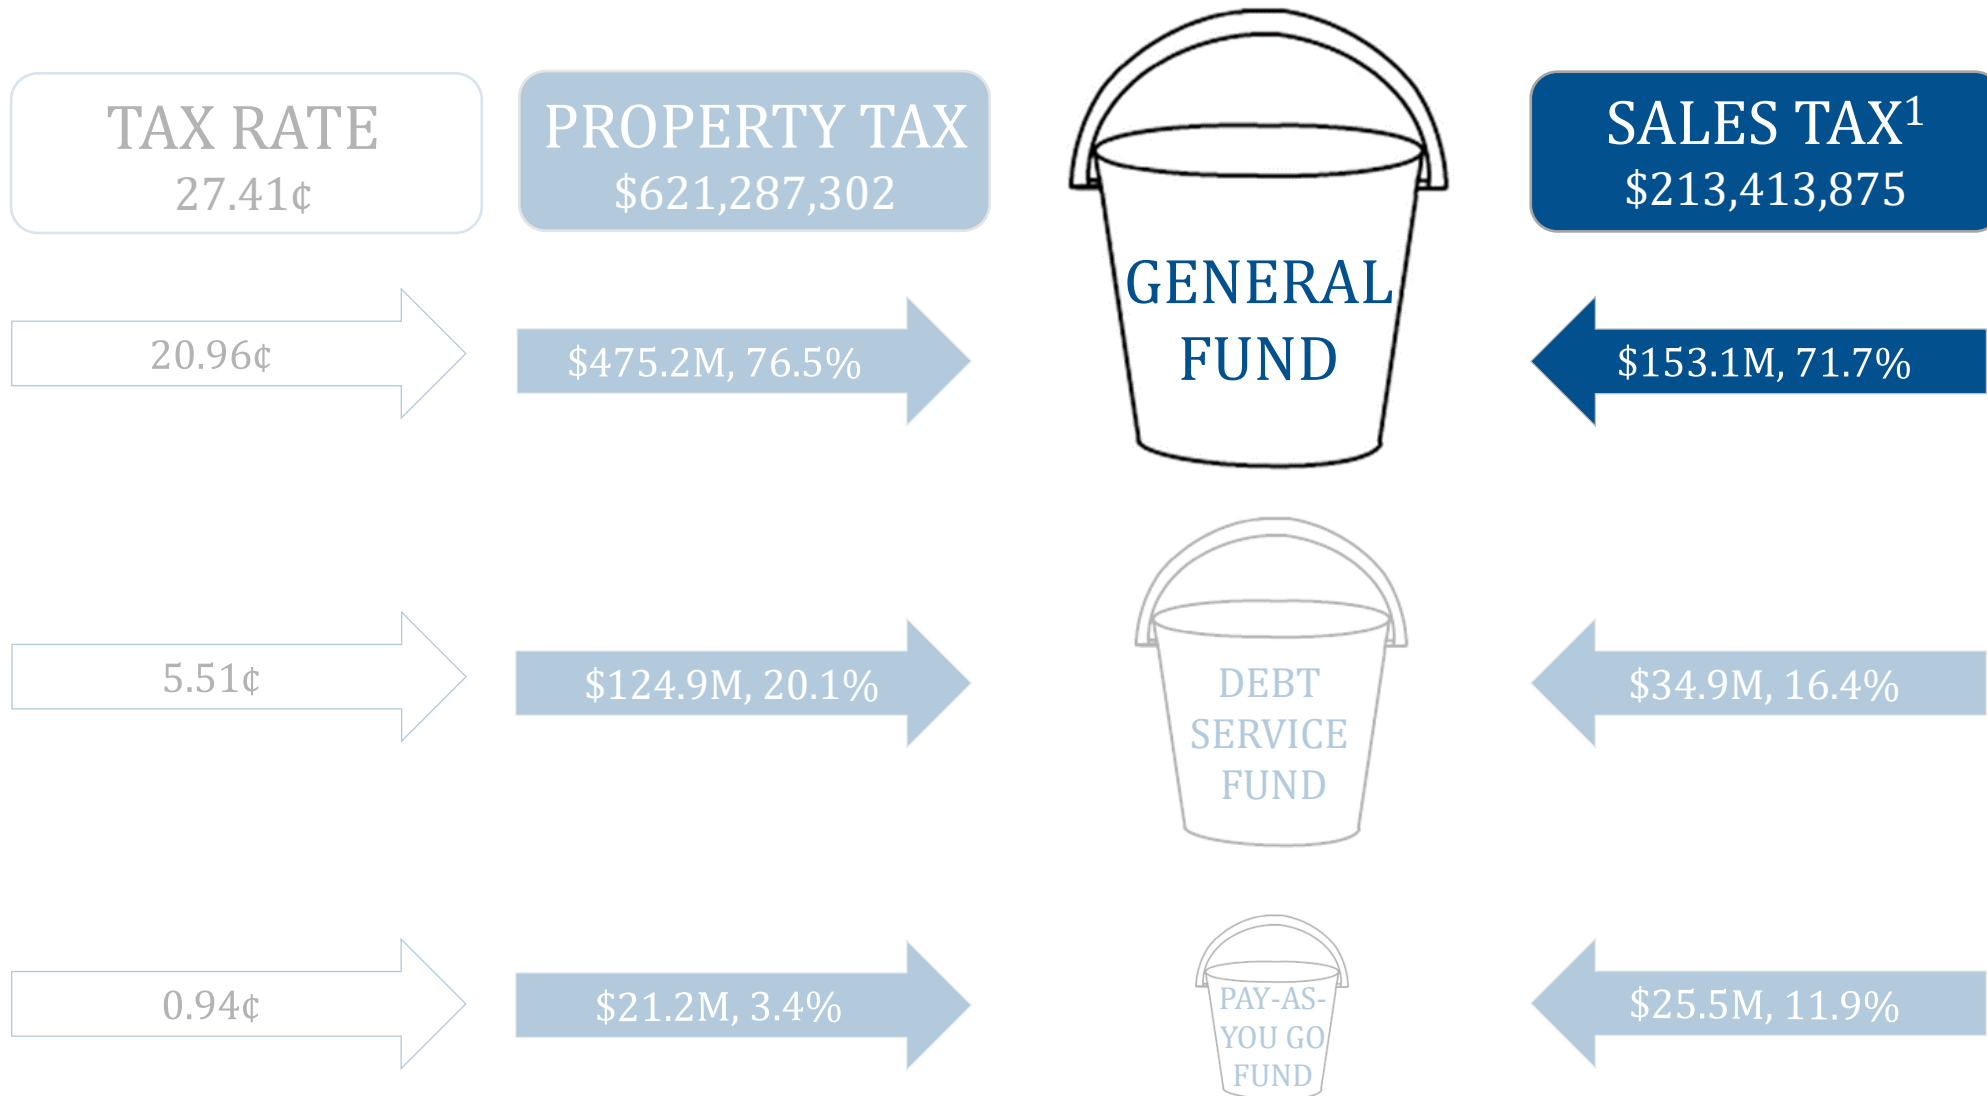 TAX RATE
27.41¢
PROPERTY TAX
$621,287,302
SALES TAX¹
$213,413,875
20.96¢
$475.2M, 76.5%
GENERAL
FUND
$153.1M, 71.7%
5.51¢
$124.9M, 20.1%
DEBT
SERVICE
FUND
$34.9M, 16.4%
0.94¢
$21.2M, 3.4%
PAY-AS-
YOU GO
FUND
$25.5M, 11.9%